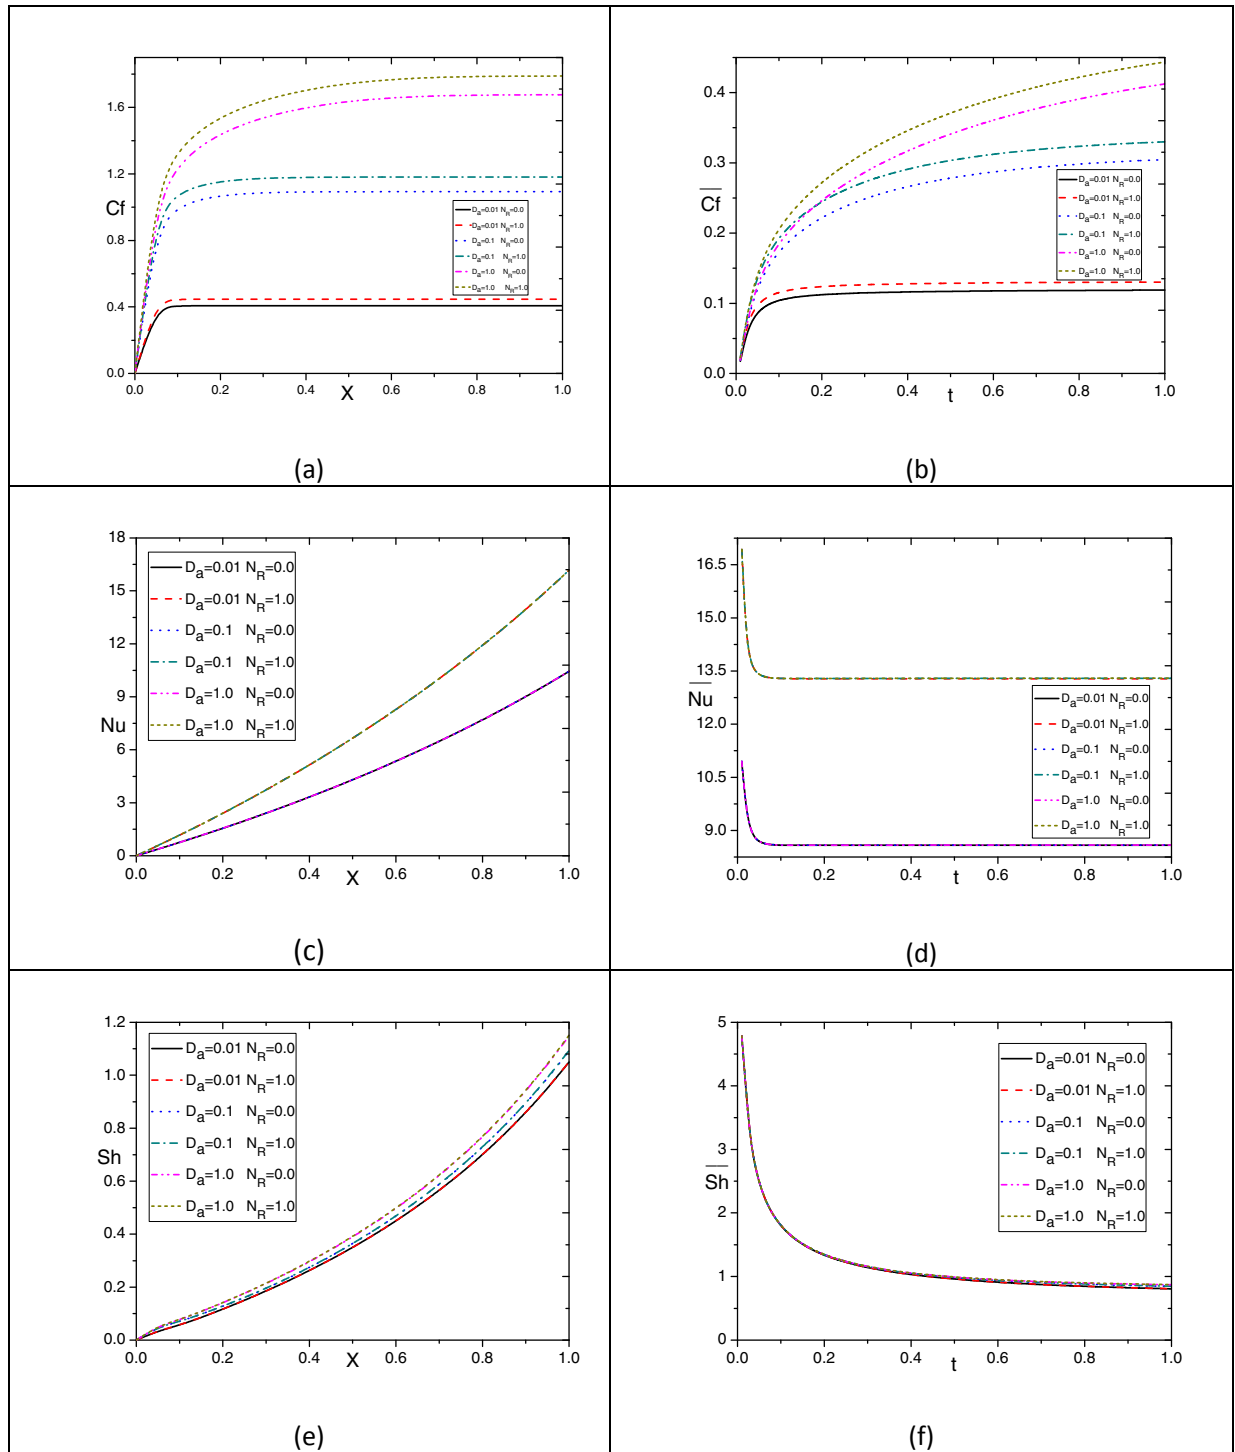 1.6
1.2
Cf
0.8
0.4
0.0
0.0 0.2 0.4 0.6 0.8 1.0
X
Da=0.01 NR=0.0
Da=0.01 NR=1.0
Da=0.1 NR=0.0
Da=0.1 NR=1.0
Da=1.0 NR=0.0
Da=1.0 NR=1.0
(a)
0.4
0.3
Cf
0.2
0.1
0.0
0.0 0.2 0.4 0.6 0.8 1.0
t
Da=0.01 NR=0.0
Da=0.01 NR=1.0
Da=0.1 NR=0.0
Da=0.1 NR=1.0
Da=1.0 NR=0.0
Da=1.0 NR=1.0
(b)
18
15
12
9
Nu
6
3
0
0.0 0.2 0.4 0.6 0.8 1.0
X
Da=0.01 NR=0.0
Da=0.01 NR=1.0
Da=0.1 NR=0.0
Da=0.1 NR=1.0
Da=1.0 NR=0.0
Da=1.0 NR=1.0
(c)
16.5
15.0
13.5
Nu
12.0
10.5
9.0
0.0 0.2 0.4 0.6 0.8 1.0
t
Da=0.01 NR=0.0
Da=0.01 NR=1.0
Da=0.1 NR=0.0
Da=0.1 NR=1.0
Da=1.0 NR=0.0
Da=1.0 NR=1.0
(d)
1.2
1.0
0.8
Sh
0.6
0.4
0.2
0.0
0.0 0.2 0.4 0.6 0.8 1.0
X
Da=0.01 NR=0.0
Da=0.01 NR=1.0
Da=0.1 NR=0.0
Da=0.1 NR=1.0
Da=1.0 NR=0.0
Da=1.0 NR=1.0
(e)
5
4
3
Sh
2
1
0
0.0 0.2 0.4 0.6 0.8 1.0
t
Da=0.01 NR=0.0
Da=0.01 NR=1.0
Da=0.1 NR=0.0
Da=0.1 NR=1.0
Da=1.0 NR=0.0
Da=1.0 NR=1.0
(f)